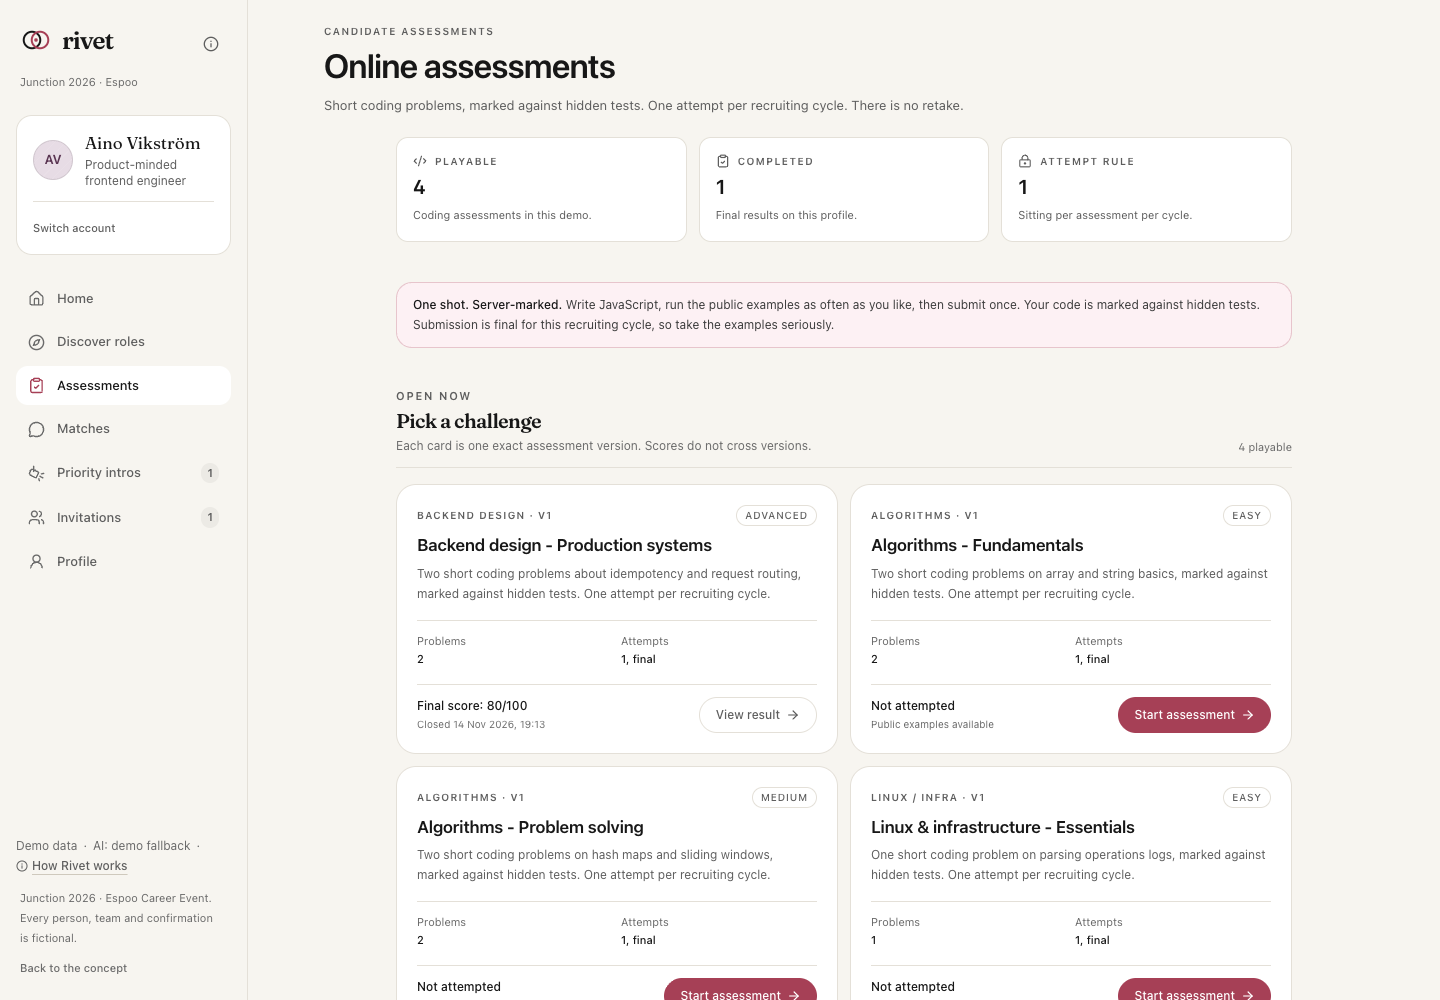 rivet
Junction 2026 · Espoo
AV
Aino Vikström
Product-minded
frontend engineer
Switch account
Home
Discover roles
Assessments
Matches
Priority intros 1
Invitations 1
Profile
Demo data · AI: demo fallback ·
How Rivet works
Junction 2026 · Espoo Career Event.
Every person, team and confirmation
is fictional.
Back to the concept
CANDIDATE ASSESSMENTS
Online assessments
Short coding problems, marked against hidden tests. One attempt per recruiting cycle. There is no retake.
PLAYABLE
4
Coding assessments in this demo.
COMPLETED
1
Final results on this profile.
ATTEMPT RULE
1
Sitting per assessment per cycle.
One shot. Server-marked. Write JavaScript, run the public examples as often as you like, then submit once. Your code is marked against hidden tests.
Submission is final for this recruiting cycle, so take the examples seriously.
OPEN NOW
Pick a challenge
Each card is one exact assessment version. Scores do not cross versions.
4 playable
BACKEND DESIGN · V1 ADVANCED
Backend design - Production systems
Two short coding problems about idempotency and request routing,
marked against hidden tests. One attempt per recruiting cycle.
Problems Attempts
2 1, final
Final score: 80/100
Closed 14 Nov 2026, 19:13
View result
ALGORITHMS · V1 EASY
Algorithms - Fundamentals
Two short coding problems on array and string basics, marked against
hidden tests. One attempt per recruiting cycle.
Problems Attempts
2 1, final
Not attempted
Public examples available
Start assessment
ALGORITHMS · V1 MEDIUM
Algorithms - Problem solving
Two short coding problems on hash maps and sliding windows,
marked against hidden tests. One attempt per recruiting cycle.
Problems Attempts
2 1, final
Not attempted
Start assessment
LINUX / INFRA · V1 EASY
Linux & infrastructure - Essentials
One short coding problem on parsing operations logs, marked against
hidden tests. One attempt per recruiting cycle.
Problems Attempts
1 1, final
Not attempted
Start assessment